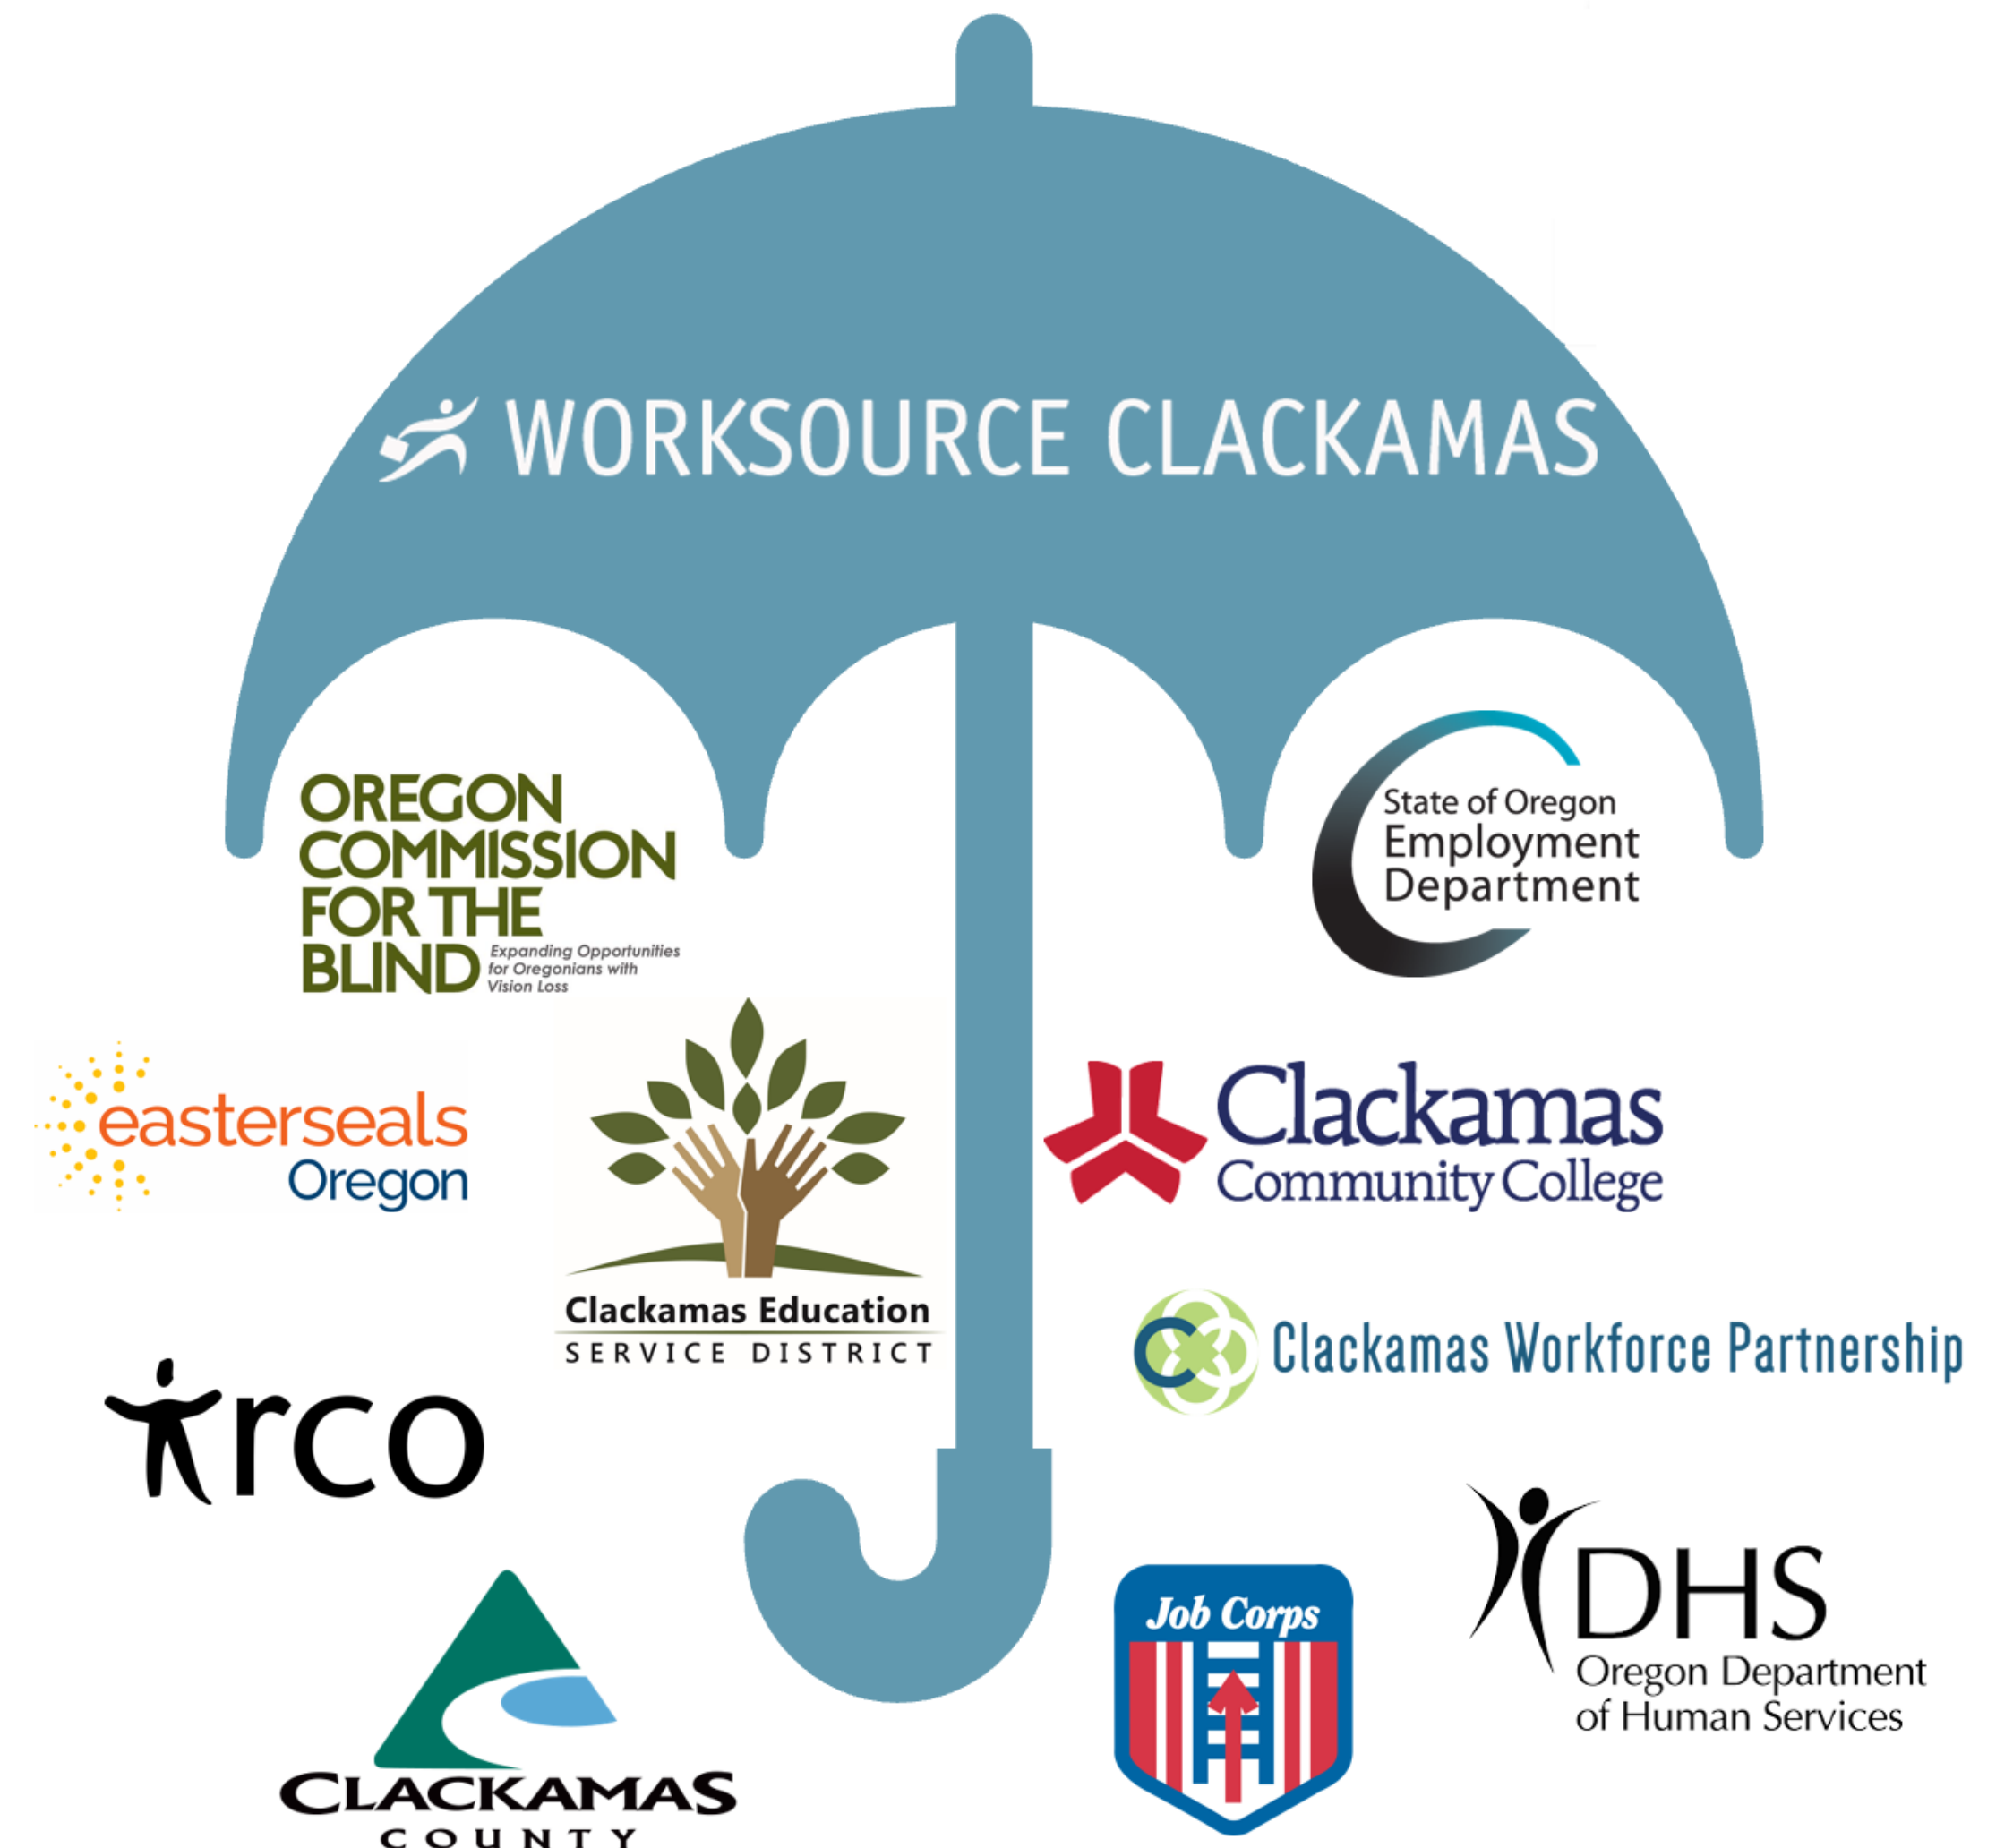 WORKSOURCE CLACKAMAS
OREGON
COMMISSION
FOR THE
BLIND
Expanding Opportunities
for Oregonians with
Vision Loss
State of Oregon
Employment
Department
easterseals
Oregon
Clackamas Education
SERVICE DISTRICT
Clackamas
Community College
Clackamas Workforce Partnership
irco
DHS
Oregon Department
of Human Services
Job Corps
CLACKAMAS
COUNTY